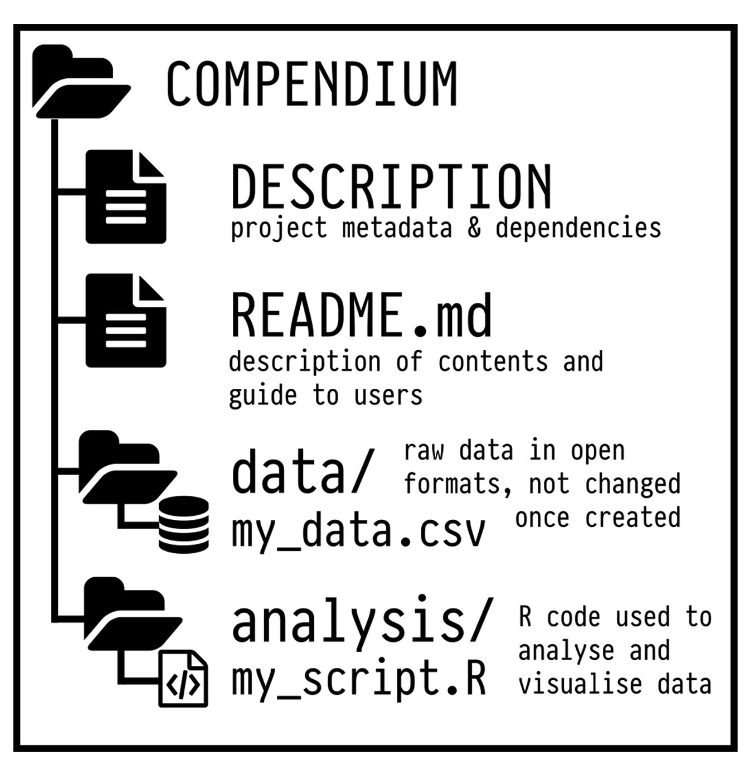 COMPENDIUM
DESCRIPTION
project metadata & dependencies
README.md
description of contents and
guide to users
data/
my_data.csv
raw data in open
formats, not changed
once created
analysis/
my_script.R
R code used to
analyse and
visualise data